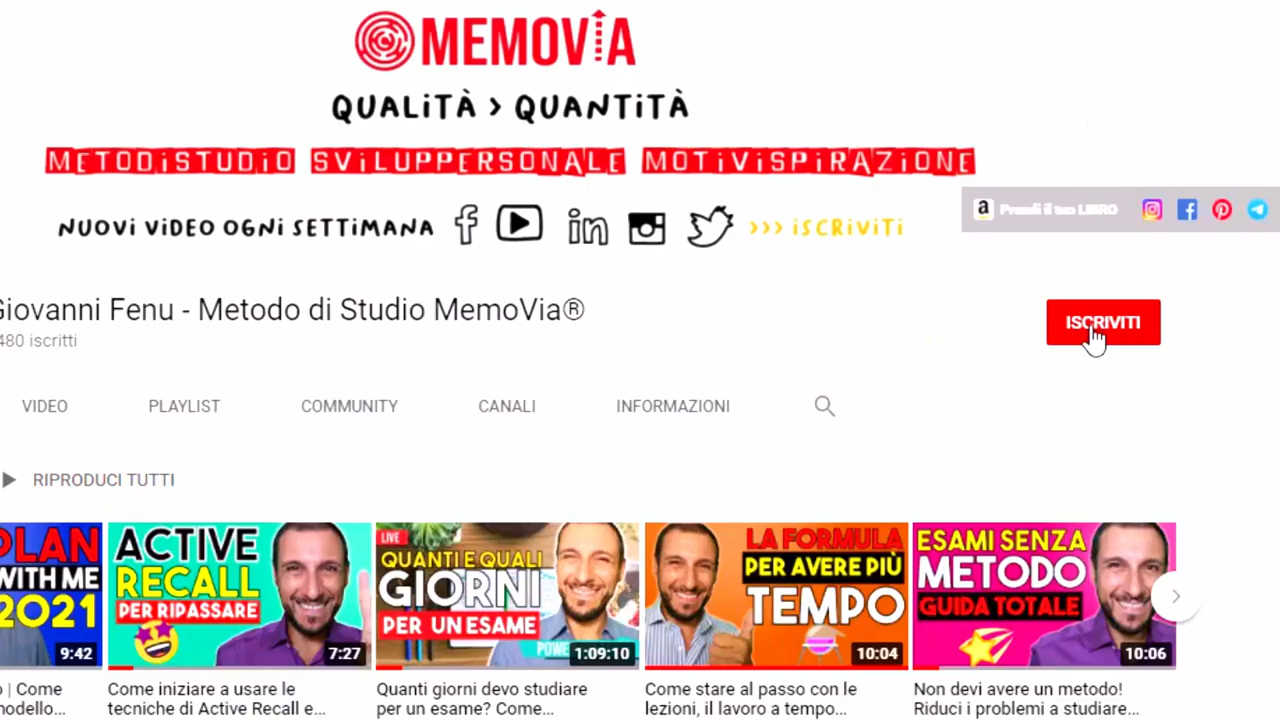 MEMOVIA
QUALITÀ > QUANTITÀ
METODiSTUDiO SViLUPPERSONALE MOTiViSPiRAZiONE
NUOVI VIDEO OGNI SETTIMANA >>> ISCRIVITI
a Prendi il tuo LIBRO
Giovanni Fenu - Metodo di Studio MemoVia®
480 iscritti
ISCRIVITI
VIDEO PLAYLIST COMMUNITY CANALI INFORMAZIONI
RIPRODUCI TUTTI
PLAN
WITH ME
2021
9:42
ACTIVE
RECALL
PER RIPASSARE
7:27
LIVE
QUANTI E QUALI
GIORNI
PER UN ESAME
1:09:10
LA FORMULA
PER AVERE PIÙ
TEMPO
10:04
ESAMI SENZA
METODO
GUIDA TOTALE
10:06
| Come
Come iniziare a usare le
tecniche di Active Recall e...
Quanti giorni devo studiare
per un esame? Come...
Come stare al passo con le
lezioni, il lavoro a tempo...
Non devi avere un metodo!
Riduci i problemi a studiare...